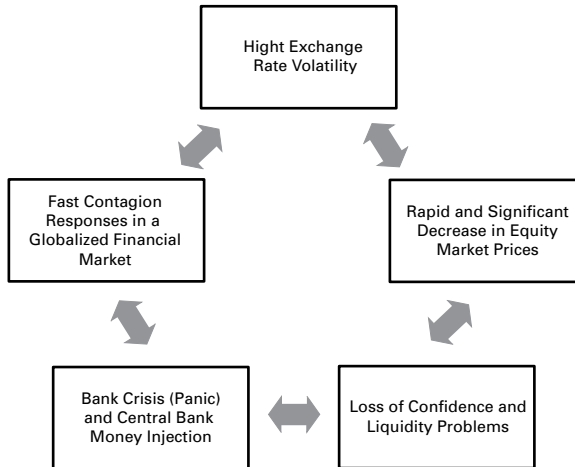 Hight Exchange
Rate Volatility
Fast Contagion
Responses in a
Globalized Financial
Market
Rapid and Significant
Decrease in Equity
Market Prices
Bank Crisis (Panic)
and Central Bank
Money Injection
Loss of Confidence and
Liquidity Problems